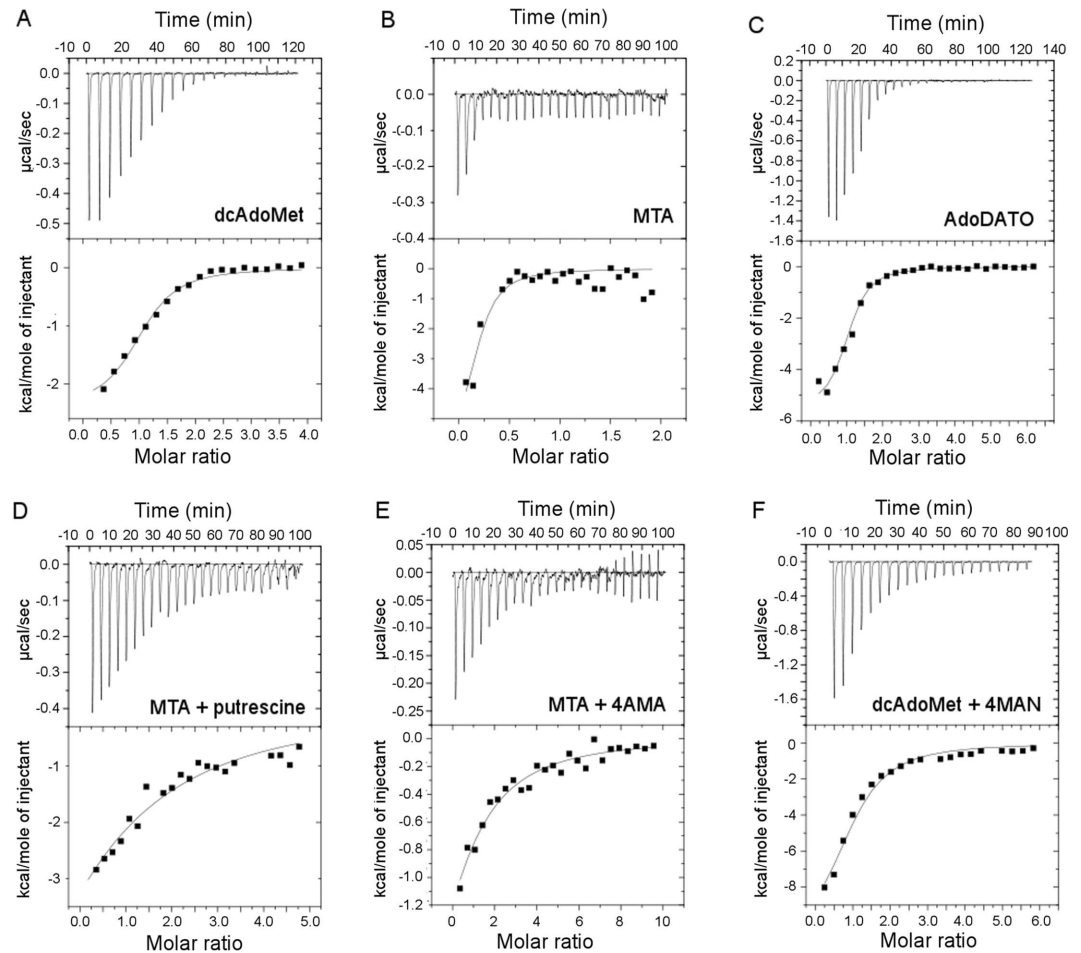 A
Time (min)
-10 0 20 40 60 80 100 120
0.0
-0.1
-0.2
-0.3
-0.4
-0.5
µcal/sec
dcAdoMet
0
-1
-2
kcal/mole of injectant
0.0 0.5 1.0 1.5 2.0 2.5 3.0 3.5 4.0
Molar ratio
B
Time (min)
-10 0 10 20 30 40 50 60 70 80 90 100
0.0
-0.1
-0.2
-0.3
-0.4
µcal/sec
MTA
0
-1
-2
-3
-4
kcal/mole of injectant
0.0 0.5 1.0 1.5 2.0
Molar ratio
C
Time (min)
-10 0 20 40 60 80 100 120 140
0.2
0.0
-0.2
-0.4
-0.6
-0.8
-1.0
-1.2
-1.4
-1.6
µcal/sec
AdoDATO
0
-2
-4
-6
kcal/mole of injectant
0.0 1.0 2.0 3.0 4.0 5.0 6.0
Molar ratio
D
Time (min)
-10 0 10 20 30 40 50 60 70 80 90 100
0.0
-0.1
-0.2
-0.3
-0.4
µcal/sec
MTA + putrescine
-1
-2
-3
kcal/mole of injectant
0.0 1.0 2.0 3.0 4.0 5.0
Molar ratio
E
Time (min)
-10 0 10 20 30 40 50 60 70 80 90 100
0.05
0.00
-0.05
-0.10
-0.15
-0.20
-0.25
µcal/sec
MTA + 4AMA
0.0
-0.2
-0.4
-0.6
-0.8
-1.0
-1.2
kcal/mole of injectant
0 2 4 6 8 10
Molar ratio
F
Time (min)
-10 0 10 20 30 40 50 60 70 80 90 100
0.0
-0.4
-0.8
-1.2
-1.6
µcal/sec
dcAdoMet + 4MAN
0
-2
-4
-6
-8
kcal/mole of injectant
0.0 1.0 2.0 3.0 4.0 5.0 6.0
Molar ratio